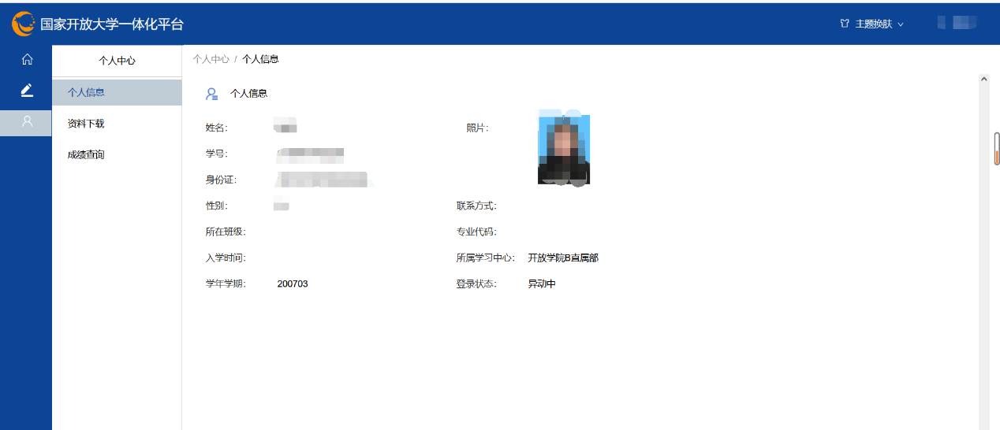 国家开放大学一体化平台
主题换肤
个人中心
个人信息
资料下载
成绩查询
个人中心 / 个人信息
个人信息
姓名：
照片：
学号：
身份证：
性别：
联系方式：
所在班级：
专业代码：
入学时间：
所属学习中心： 开放学院B直属部
学年学期： 200703
登录状态： 异动中